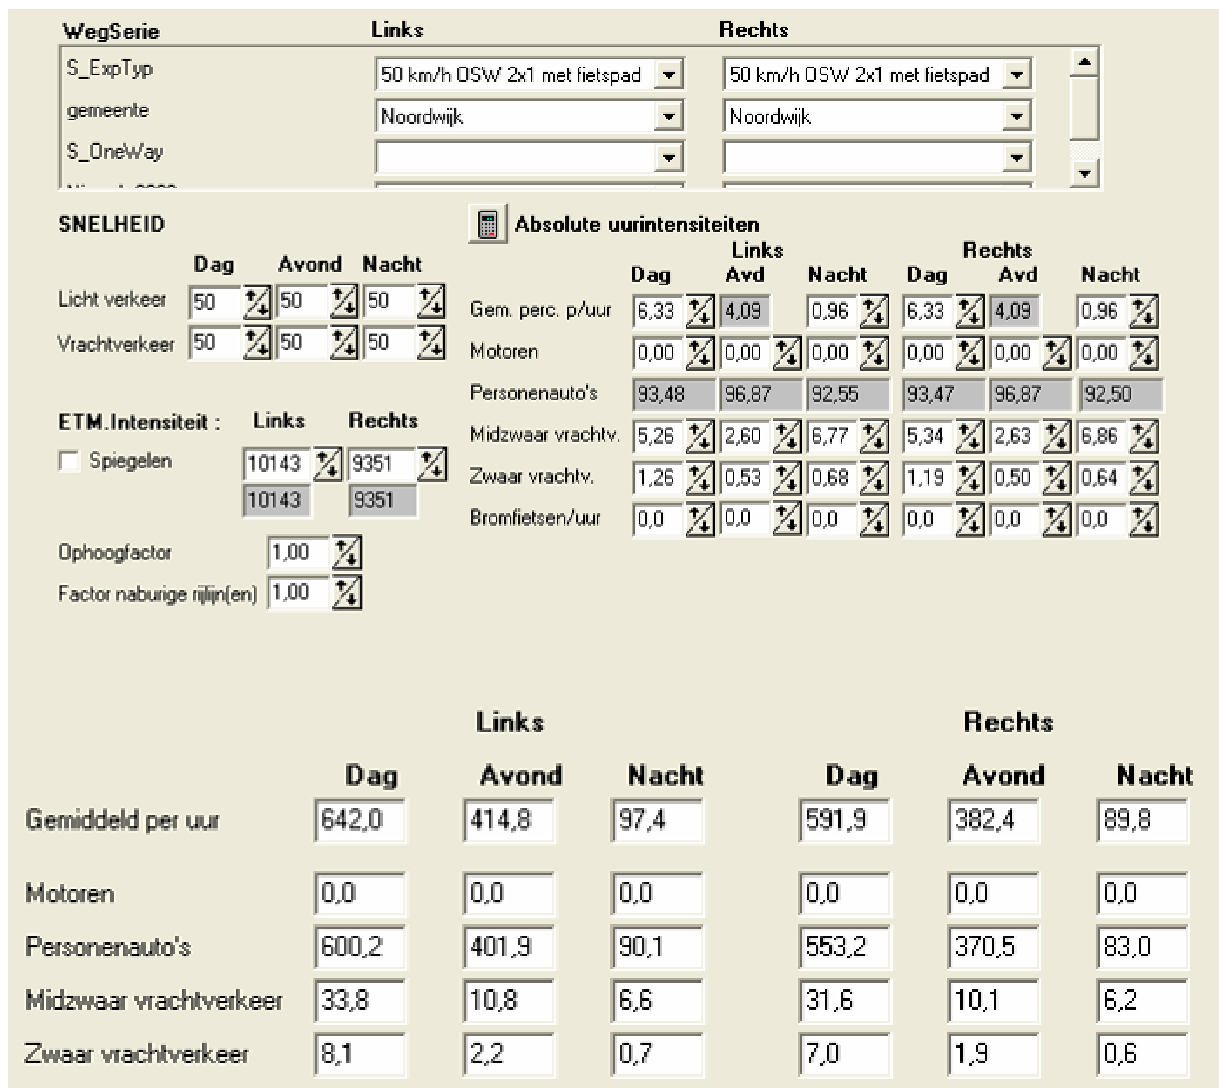 WegSerie Links Rechts
S_ExpTyp 50 km/h OSW 2x1 met fietspad 50 km/h OSW 2x1 met fietspad
gemeente Noordwijk Noordwijk
S_OneWay
SNELHEID Absolute uurintensiteiten
Links Rechts
Dag Avond Nacht Dag Avd Nacht Dag Avd Nacht
Licht verkeer 50 50 50 Gem. perc. p/uur 6,33 4,09 0,96 6,33 4,09 0,96
Vrachtverkeer 50 50 50 Motoren 0,00 0,00 0,00 0,00 0,00 0,00
Personenauto's 93,48 96,87 92,55 93,47 96,87 92,50
ETM.Intensiteit : Links Rechts Midzwaar vrachtv. 5,26 2,60 6,77 5,34 2,63 6,86
Spiegelen 10143 9351 Zwaar vrachtv. 1,26 0,53 0,68 1,19 0,50 0,64
10143 9351 Bromfietsen/uur 0,0 0,0 0,0 0,0 0,0 0,0
Ophoogfactor 1,00
Factor naburige rijlijn(en) 1,00
Links Rechts
Dag Avond Nacht Dag Avond Nacht
Gemiddeld per uur 642,0 414,8 97,4 591,9 382,4 89,8
Motoren 0,0 0,0 0,0 0,0 0,0 0,0
Personenauto's 600,2 401,9 90,1 553,2 370,5 83,0
Midzwaar vrachtverkeer 33,8 10,8 6,6 31,6 10,1 6,2
Zwaar vrachtverkeer 8,1 2,2 0,7 7,0 1,9 0,6